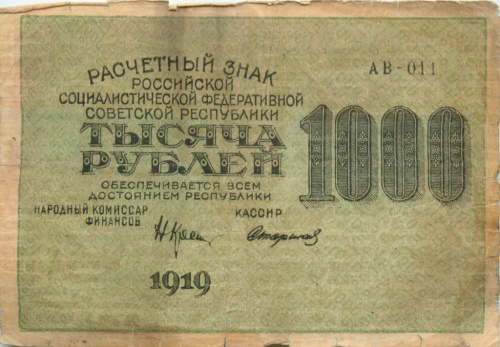 РАСЧЕТНЫЙ ЗНАК
АВ-011
РОССИЙСКОЙ
СОЦИАЛИСТИЧЕСКОЙ ФЕДЕРАТИВНОЙ
СОВЕТСКОЙ РЕСПУБЛИКИ
ТЫСЯЧА
РУБЛЕЙ
1000
ОБЕСПЕЧИВАЕТСЯ ВСЕМ
ДОСТОЯНИЕМ РЕСПУБЛИКИ
НАРОДНЫЙ КОМИССАР
ФИНАНСОВ
КАССИР
1919